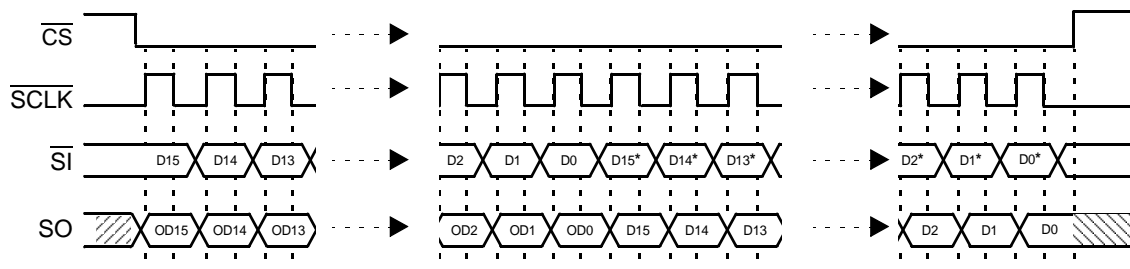 CS
SCLK
SI D15 D14 D13 D2 D1 D0 D15* D14* D13* D2* D1* D0*
SO OD15 OD14 OD13 OD2 OD1 OD0 D15 D14 D13 D2 D1 D0